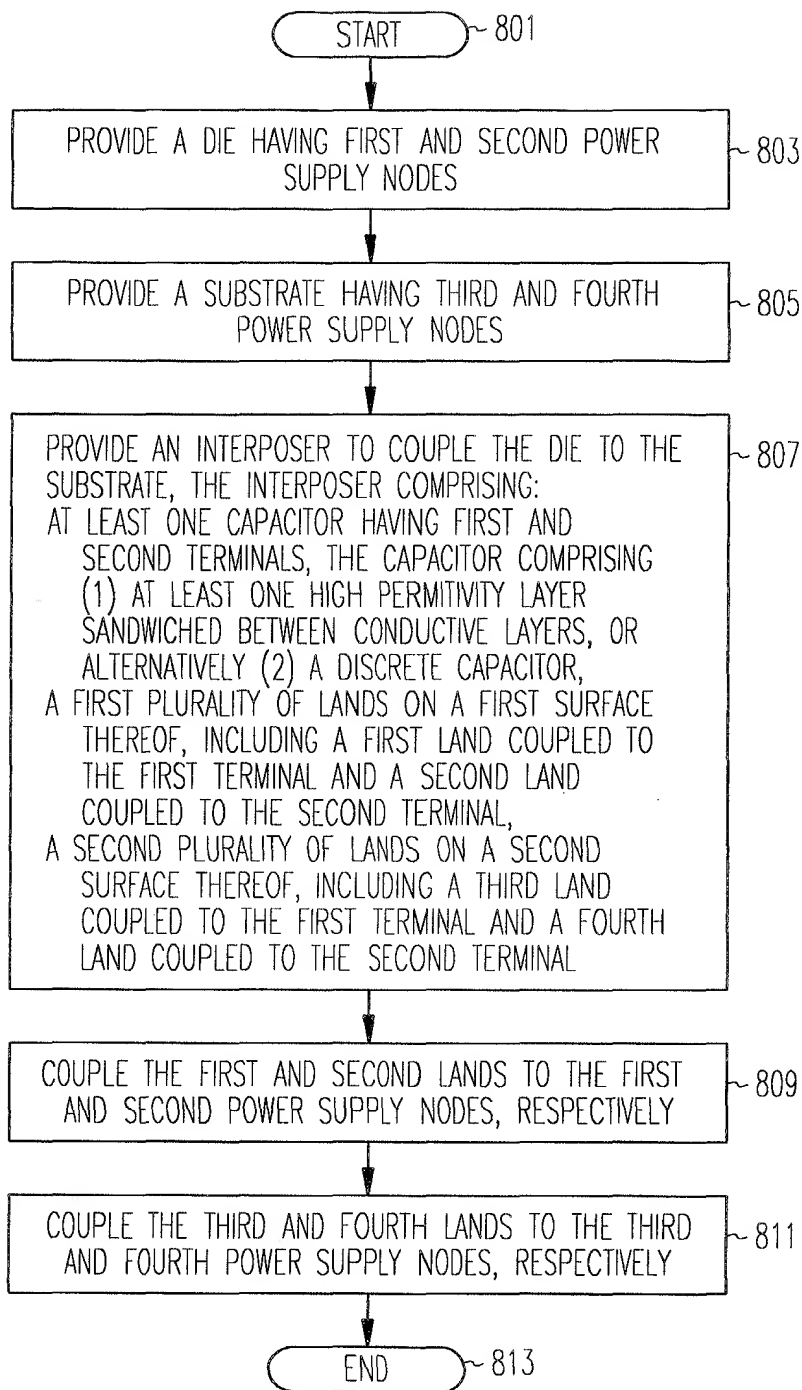 START
801
PROVIDE A DIE HAVING FIRST AND SECOND POWER
SUPPLY NODES
803
PROVIDE A SUBSTRATE HAVING THIRD AND FOURTH
POWER SUPPLY NODES
805
PROVIDE AN INTERPOSER TO COUPLE THE DIE TO THE
SUBSTRATE, THE INTERPOSER COMPRISING:
AT LEAST ONE CAPACITOR HAVING FIRST AND
SECOND TERMINALS, THE CAPACITOR COMPRISING
(1) AT LEAST ONE HIGH PERMITIVITY LAYER
SANDWICHED BETWEEN CONDUCTIVE LAYERS, OR
ALTERNATIVELY (2) A DISCRETE CAPACITOR,
A FIRST PLURALITY OF LANDS ON A FIRST SURFACE
THEREOF, INCLUDING A FIRST LAND COUPLED TO
THE FIRST TERMINAL AND A SECOND LAND
COUPLED TO THE SECOND TERMINAL,
A SECOND PLURALITY OF LANDS ON A SECOND
SURFACE THEREOF, INCLUDING A THIRD LAND
COUPLED TO THE FIRST TERMINAL AND A FOURTH
LAND COUPLED TO THE SECOND TERMINAL
807
COUPLE THE FIRST AND SECOND LANDS TO THE FIRST
AND SECOND POWER SUPPLY NODES, RESPECTIVELY
809
COUPLE THE THIRD AND FOURTH LANDS TO THE THIRD
AND FOURTH POWER SUPPLY NODES, RESPECTIVELY
811
END
813